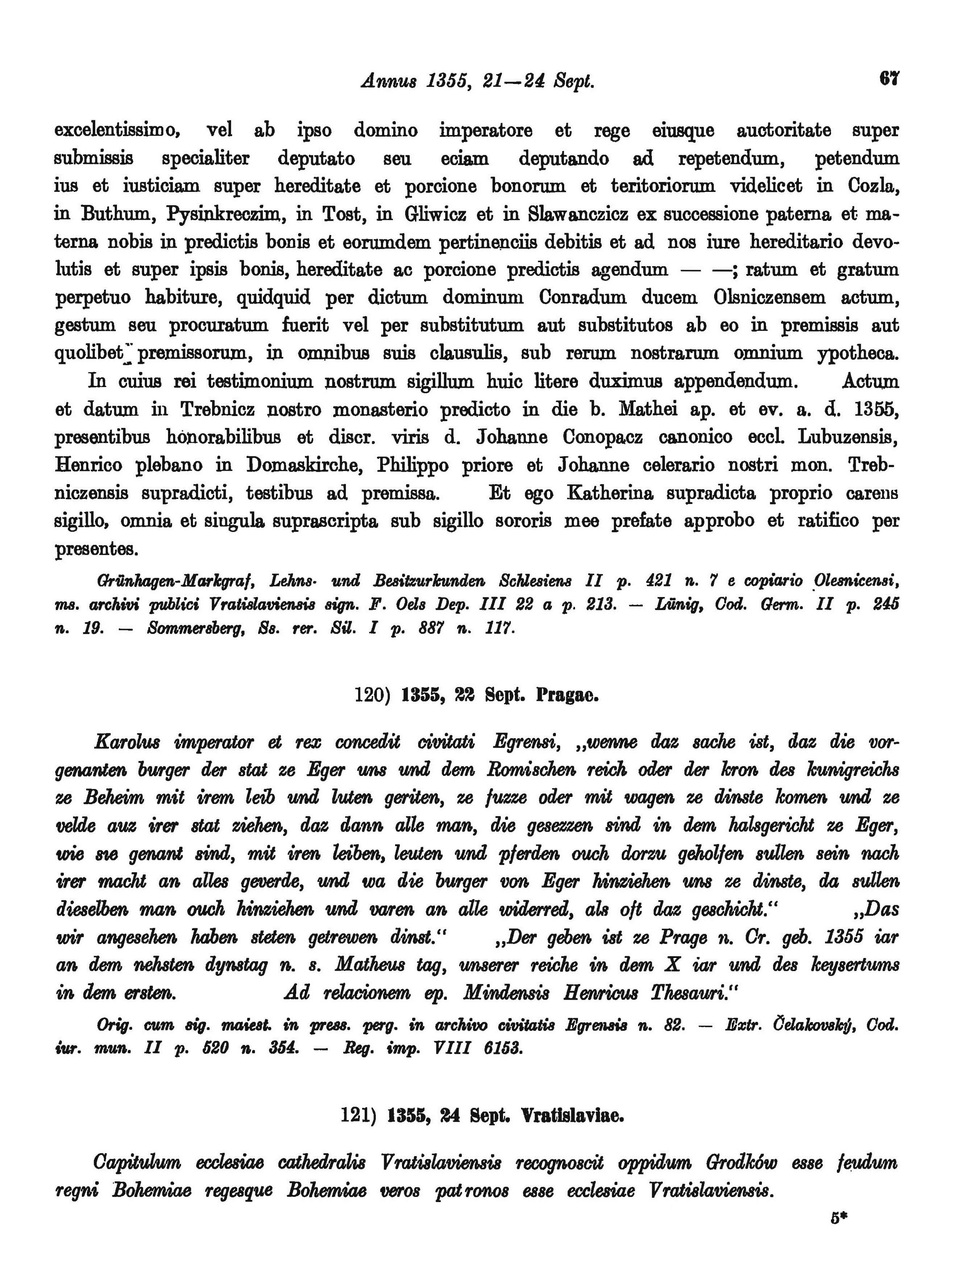 Annus 1355, 21—24 Sept. 67
excelentissimo, vel ab ipso domino imperatore et rege eiusque auctoritate super
submissis specialiter deputato seu eciam deputando ad repetendum, petendum
ius et iusticiam super hereditate et porcione bonorum et teritoriorum videlicet in Cozla,
in Buthum, Pysinkreczim, in Tost, in Gliwicz et in Slawanczicz ex successione paterna et ma-
terna nobis in predictis bonis et eorumdem pertinenciis debitis et ad nos iure hereditario devo-
lutis et super ipsis bonis, hereditate ac porcione predictis agendum — —; ratum et gratum
perpetuo habiture, quidquid per dictum dominum Conradum ducem Olsniczensem actum,
gestum seu procuratum fuerit vel per substitutum aut substitutos ab eo in premissis aut
quolibet premissorum, in omnibus suis clausulis, sub rerum nostrarum omnium ypotheca.
In cuius rei testimonium nostrum sigillum huic litere duximus appendendum. Actum
et datum in Trebnicz nostro monasterio predicto in die b. Mathei ap. et ev. a. d. 1355,
presentibus honorabilibus et discr. viris d. Johanne Conopacz canonico eccl. Lubuzensis,
Henrico plebano in Domaskirche, Philippo priore et Johanne celerario nostri mon. Treb-
niczensis supradicti, testibus ad premissa. Et ego Katherina supradicta proprio carens
sigillo, omnia et singula suprascripta sub sigillo sororis mee prefate approbo et ratifico per
presentes.
Grünhagen-Markgraf, Lehns- und Besitzurkunden Schlesiens II p. 421 n. 7 e copiario Olesnicensi,
ms. archivi publici Vratislaviensis sign. F. Oels Dep. III 22 a p. 213. — Lünig, Cod. Germ. II p. 245
n. 19. — Sommersberg, Ss. rer. Sil. I p. 887 n. 117.
120) 1355, 22 Sept. Pragae.
Karolus imperator et rex concedit civitati Egrensi, „wenne daz sache ist, daz die vor-
genanten burger der stat ze Eger uns und dem Romischen reich oder der kron des kunigreichs
ze Beheim mit irem leib und luten geriten, ze fuzze oder mit wagen ze dinste komen und ze
velde auz irer stat ziehen, daz dann alle man, die gesezzen sind in dem halsgericht ze Eger,
wie sie genant sind, mit iren leiben, leuten und pferden ouch dorzu geholfen sullen sein nach
irer macht an alles geverde, und wa die burger von Eger hinziehen uns ze dinste, da sullen
dieselben man ouch hinziehen und varen an alle widerred, als oft daz geschicht.“ „Das
wir angesehen haben steten getrewen dinst.“ „Der geben ist ze Prage n. Cr. geb. 1355 iar
an dem nehsten dynstag n. s. Matheus tag, unserer reiche in dem X iar und des keysertums
in dem ersten. Ad relacionem ep. Mindensis Henricus Thesauri.“
Orig. cum sig. maiest. in press. perg. in archivo civitatis Egrensis n. 82. — Extr. Čelakovský, Cod.
iur. mun. II p. 520 n. 354. — Reg. imp. VIII 6153.
121) 1355, 24 Sept. Vratislaviae.
Capitulum ecclesiae cathedralis Vratislaviensis recognoscit oppidum Grodków esse feudum
regni Bohemiae regesque Bohemiae veros patronos esse ecclesiae Vratislaviensis.
5*